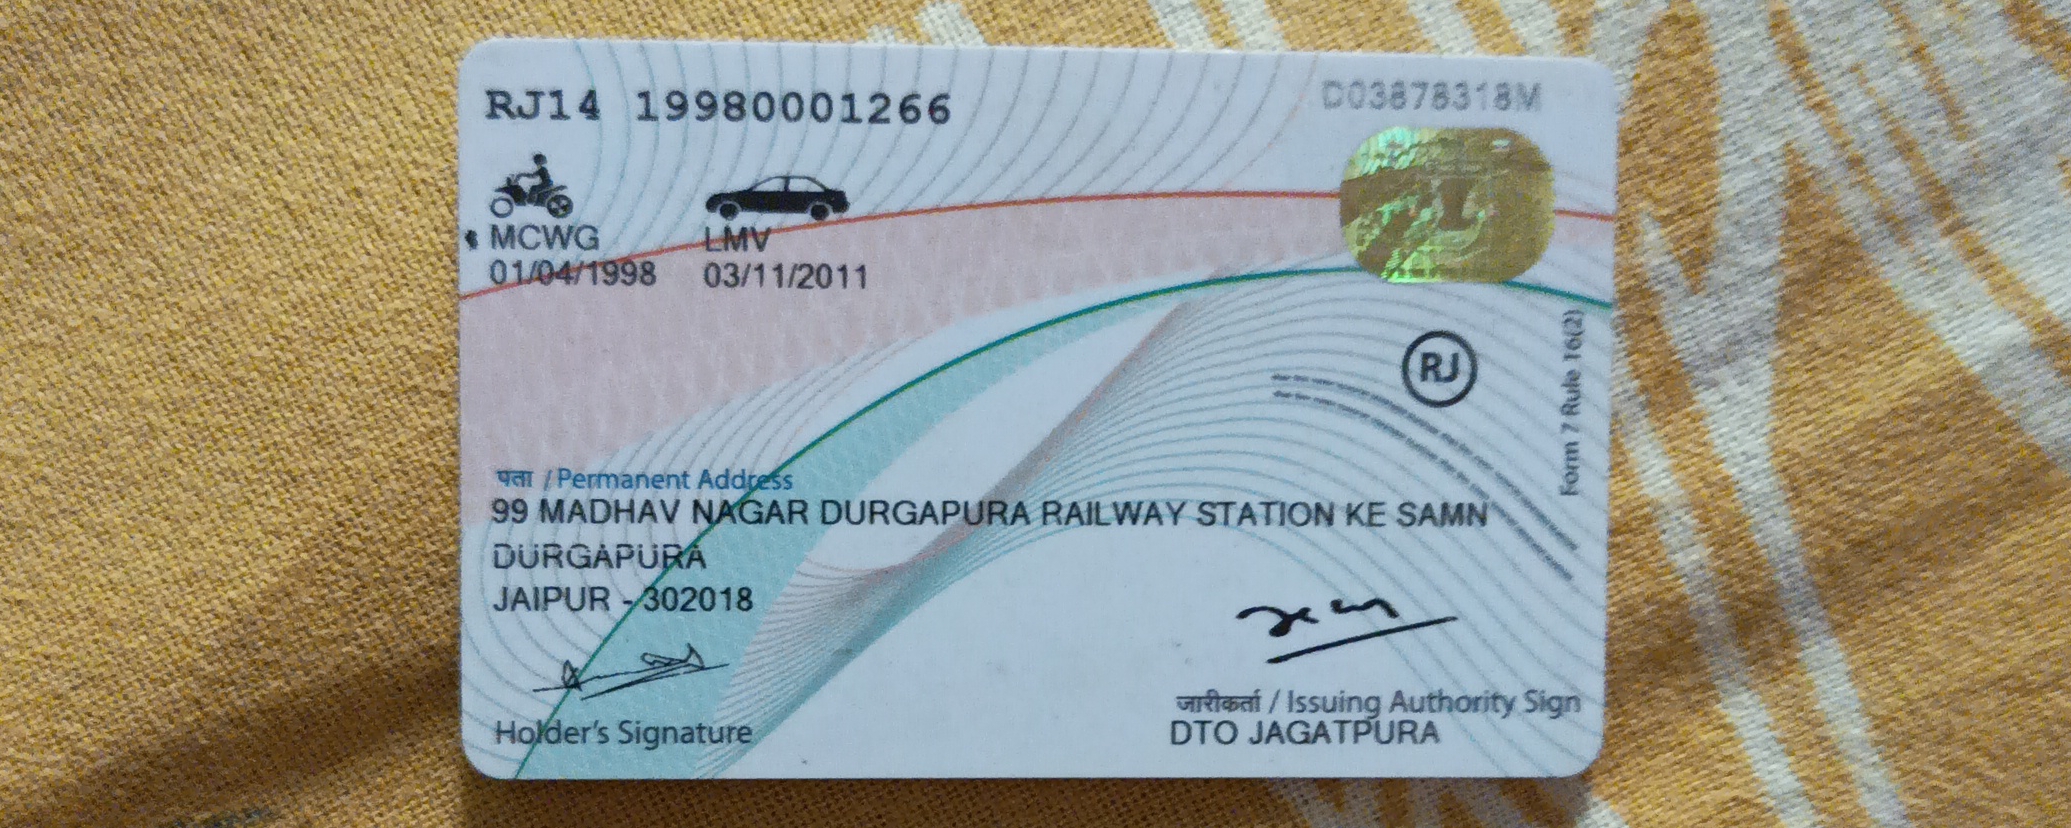 RJ14 19980001266
D03878318M
MCWG LMV
01/04/1998 03/11/2011
RJ
Form 7 Rule 16(2)
पता / Permanent Address
99 MADHAV NAGAR DURGAPURA RAILWAY STATION KE SAMN
DURGAPURA
JAIPUR - 302018
Holder's Signature
जारीकर्ता / Issuing Authority Sign
DTO JAGATPURA